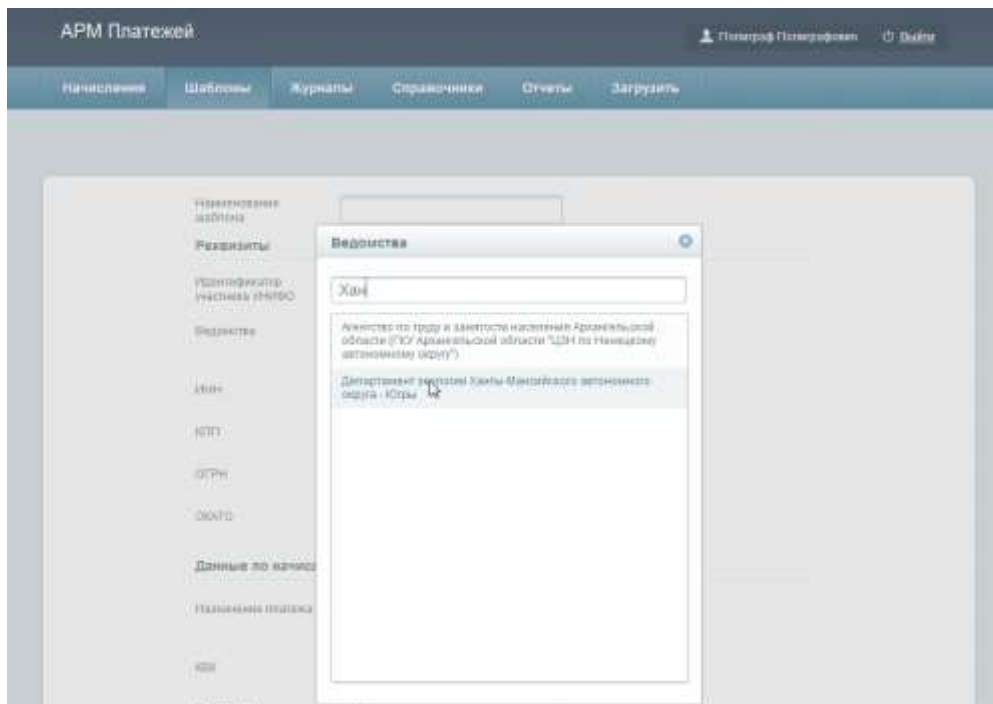 АРМ Платежей
Полиграф Полиграфович Выйти
Начисления Шаблоны Журналы Справочники Отчеты Загрузить
Наименование
шаблона
Реквизиты
Ведомства
Идентификатор
участника УНИФО
Хан
Ведомства
Агентство по труду и занятости населения Архангельской
области (ГКУ Архангельской области "ЦЗН по Ненецкому
автономному округу")
Департамент экологии Ханты-Мансийского автономного
округа - Югры
ИНН
КПП
ОГРН
ОКАТО
Данные по начис
Назначение платежа
КБК